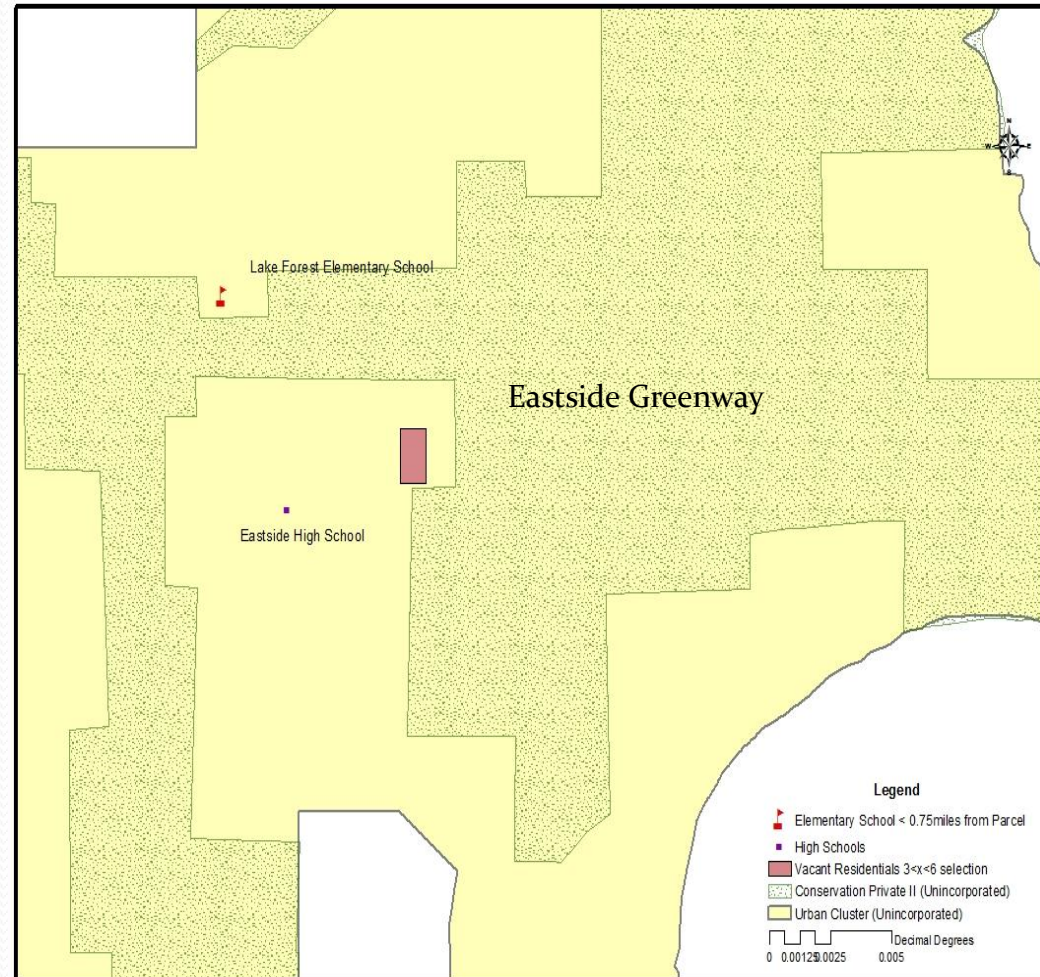 N
W E
S
Lake Forest Elementary School
Eastside Greenway
Eastside High School
Legend
Elementary School < 0.75miles from Parcel
High Schools
Vacant Residentials 3<x<6 selection
Conservation Private II (Unincorporated)
Urban Cluster (Unincorporated)
Decimal Degrees
0 0.00125 0.0025 0.005